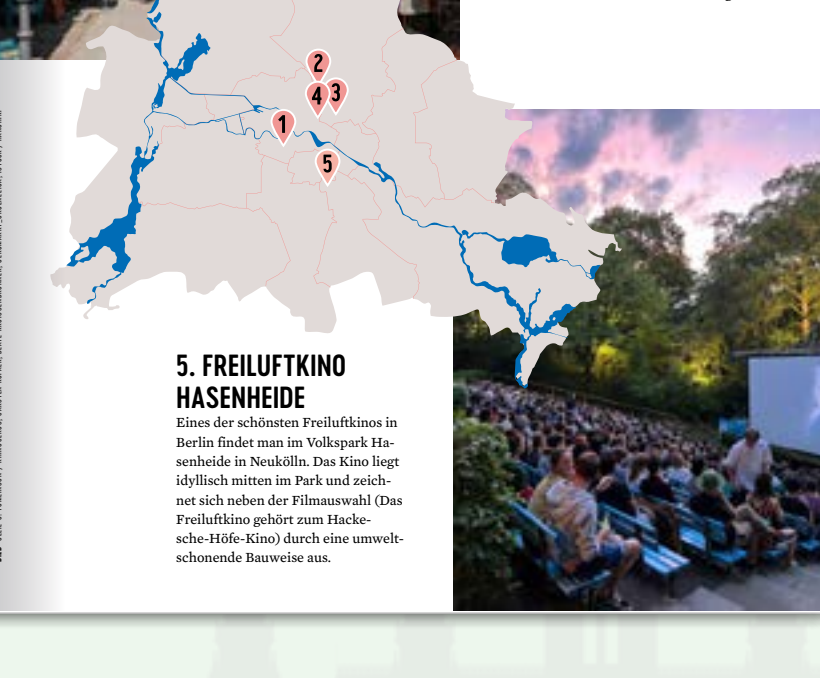 2
4
3
1
5
5. FREILUFTKINO
HASENHEIDE
Eines der schönsten Freiluftkinos in
Berlin findet man im Volkspark Ha-
senheide in Neukölln. Das Kino liegt
idyllisch mitten im Park und zeich-
net sich neben der Filmauswahl (Das
Freiluftkino gehört zum Hacke-
sche-Höfe-Kino) durch eine umwelt-
schonende Bauweise aus.